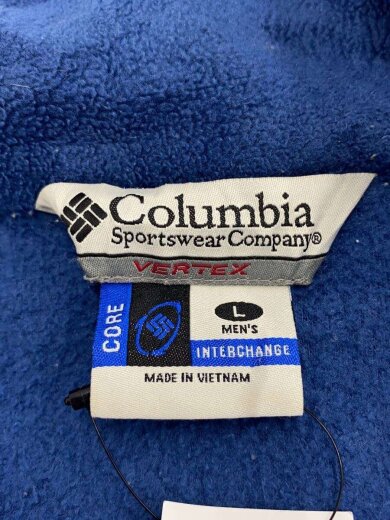 Columbia
Sportswear Company®
VERTEX
CORE
L
MEN'S
INTERCHANGE
MADE IN VIETNAM